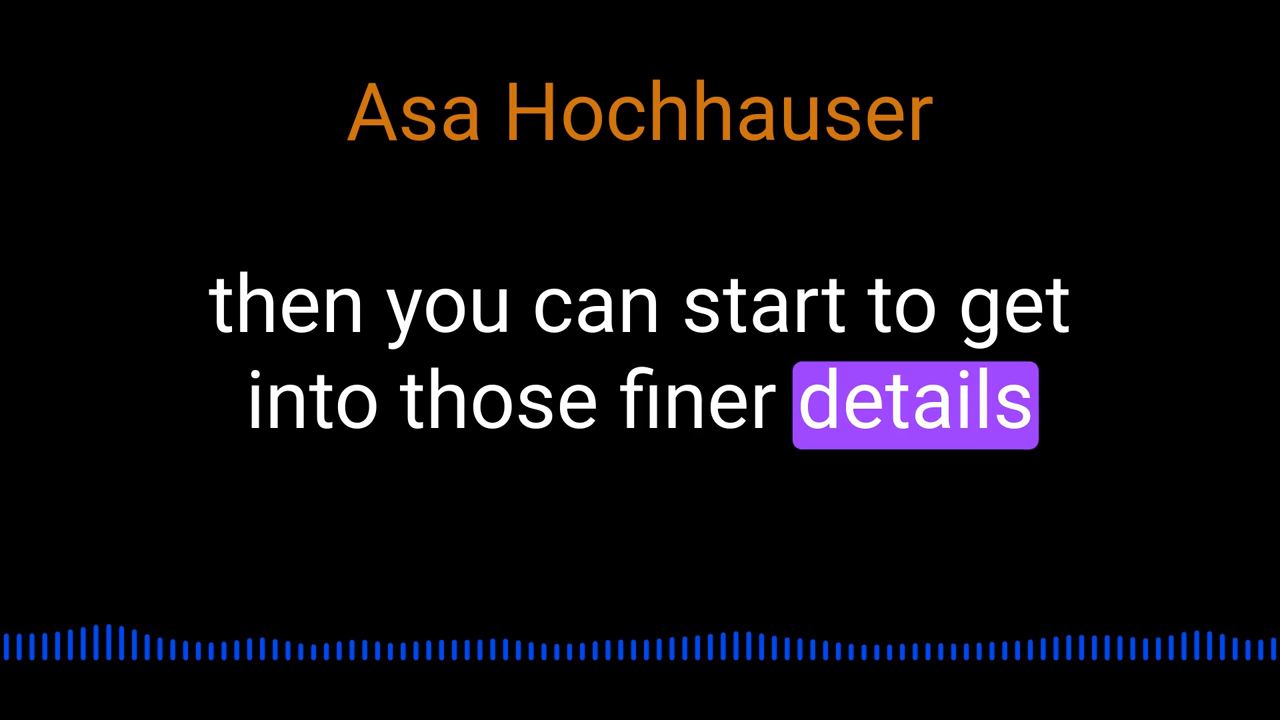 Asa Hochhauser
then you can start to get
into those finer details